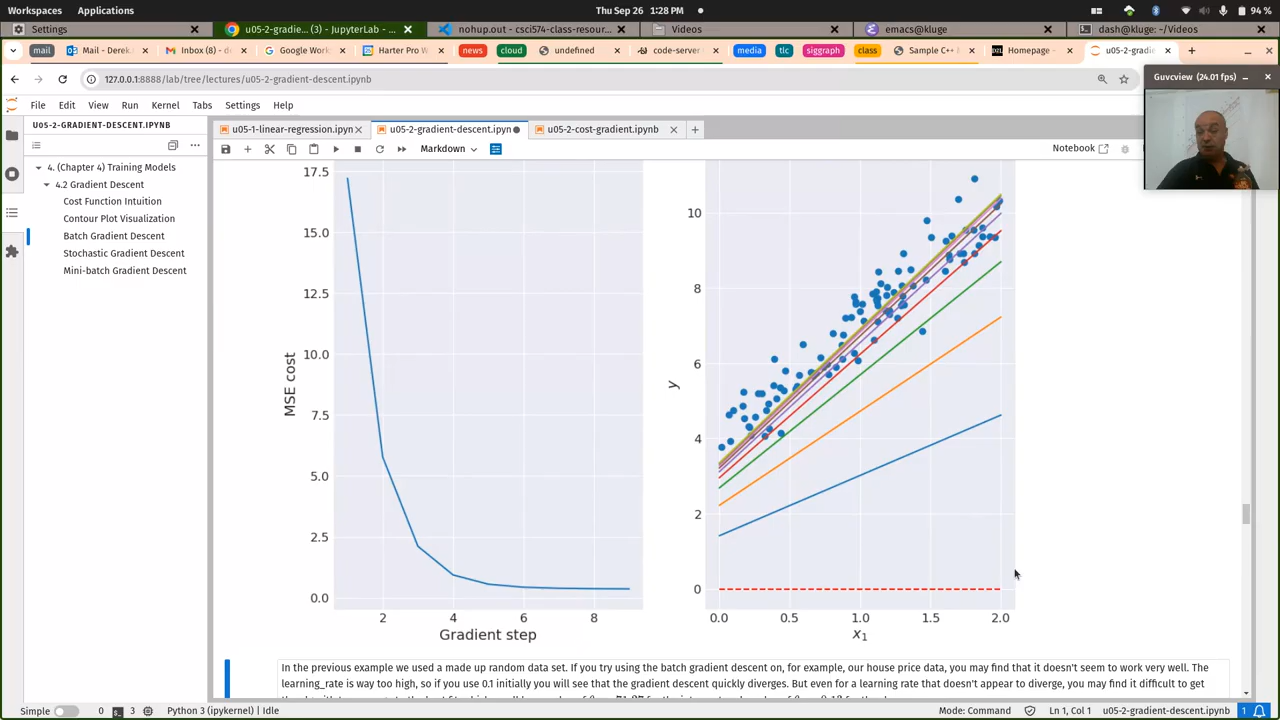 Workspaces Applications Thu Sep 26 1:28 PM 94 %
Settings u05-2-gradie... (3) - JupyterLab - ... nohup.out - csci574-class-resour... Videos emacs@kluge dash@kluge: ~/Videos
mail Mail - Derek. Inbox (8) - d Google Work Harter Pro W news cloud undefined code-server media tlc siggraph class Sample C++ M Homepage - u05-2-gradi
127.0.0.1:8888/lab/tree/lectures/u05-2-gradient-descent.ipynb
Guvcview (24.01 fps)
File Edit View Run Kernel Tabs Settings Help
U05-2-GRADIENT-DESCENT.IPYNB
u05-1-linear-regression.ipyn u05-2-gradient-descent.ipyn u05-2-cost-gradient.ipynb
Markdown Notebook
4. (Chapter 4) Training Models
4.2 Gradient Descent
Cost Function Intuition
Contour Plot Visualization
Batch Gradient Descent
Stochastic Gradient Descent
Mini-batch Gradient Descent
17.5
15.0
12.5
10.0
7.5
5.0
2.5
0.0
MSE cost
2 4 6 8
Gradient step
10
8
6
4
2
0
y
0.0 0.5 1.0 1.5 2.0
x₁
In the previous example we used a made up random data set. If you try using the batch gradient descent on, for example, our house price data, you may find that it doesn't seem to work very well. The
learning_rate is way too high, so if you use 0.1 initially you will see that the gradient descent quickly diverges. But even for a learning rate that doesn't appear to diverge, you may find it difficult to get
Simple 0 3 Python 3 (ipykernel) | Idle Mode: Command Ln 1, Col 1 u05-2-gradient-descent.ipynb 1